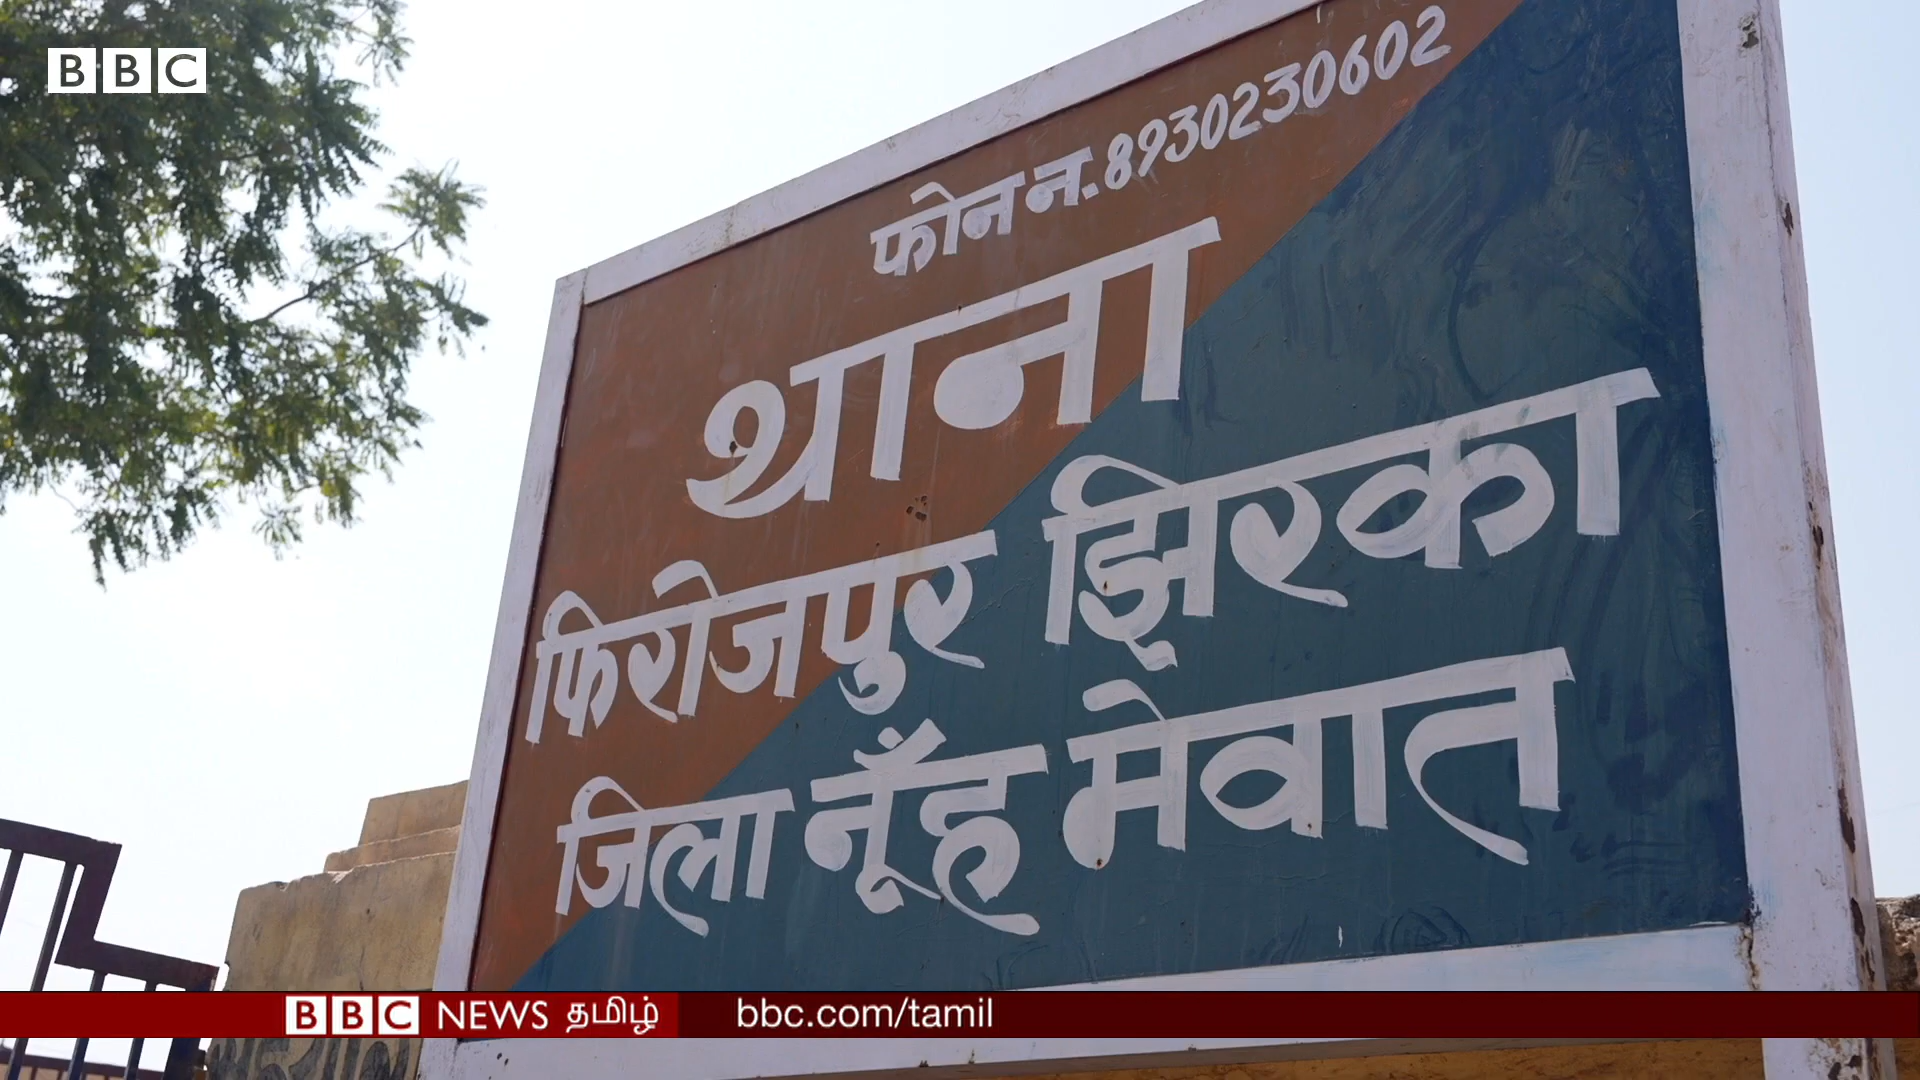 BBC
फोन न. 8930230602
थाना
फिरोजपुर झिरका
जिला नूँह मेवात
BBC NEWS தமிழ் bbc.com/tamil